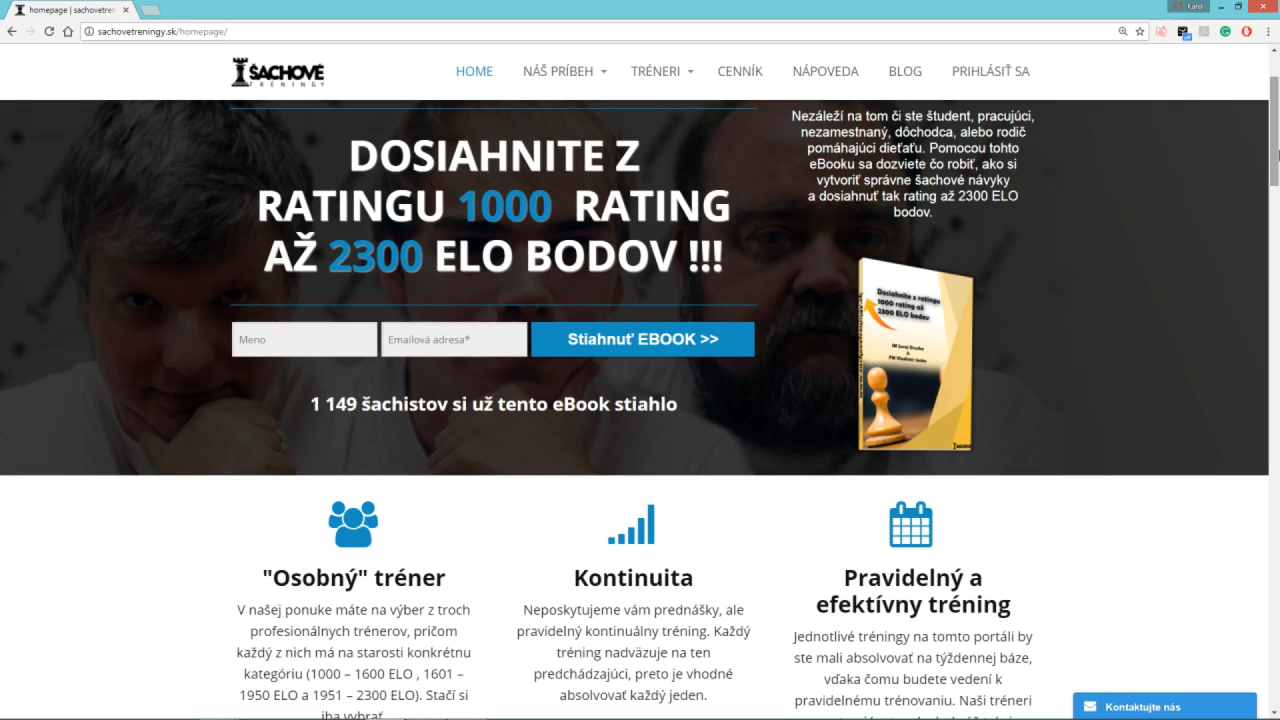 homepage | sachovetrenin
Karol
sachovetreningy.sk/homepage/
ŠACHOVÉ
TRÉNINGY
HOME
NÁŠ PRÍBEH
TRÉNERI
CENNÍK
NÁPOVEDA
BLOG
PRIHLÁSIŤ SA
DOSIAHNITE Z
RATINGU 1000 RATING
AŽ 2300 ELO BODOV !!!
Meno
Emailová adresa*
Stiahnuť EBOOK >>
1 149 šachistov si už tento eBook stiahlo
Nezáleží na tom či ste študent, pracujúci,
nezamestnaný, dôchodca, alebo rodič
pomáhajúci dieťaťu. Pomocou tohto
eBooku sa dozviete čo robiť, ako si
vytvoriť správne šachové návyky
a dosiahnuť tak rating až 2300 ELO
bodov.
Dosiahnite z ratingu
1000 rating až
2300 ELO bodov
"Osobný" tréner
V našej ponuke máte na výber z troch
profesionálnych trénerov, pričom
každý z nich má na starosti konkrétnu
kategóriu (1000 – 1600 ELO , 1601 –
1950 ELO a 1951 – 2300 ELO). Stačí si
iba vybrať
Kontinuita
Neposkytujeme vám prednášky, ale
pravidelný kontinuálny tréning. Každý
tréning nadväzuje na ten
predchádzajúci, preto je vhodné
absolvovať každý jeden.
Pravidelný a
efektívny tréning
Jednotlivé tréningy na tomto portáli by
ste mali absolvovať na týždennej báze,
vďaka čomu budete vedení k
pravidelnému trénovaniu. Naši tréneri
Kontaktujte nás